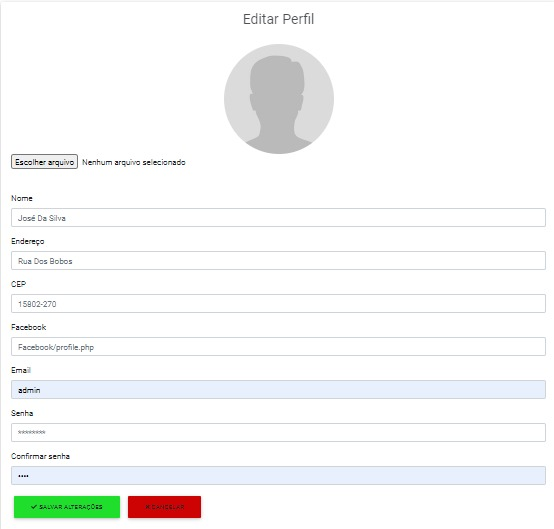 Editar Perfil
Escolher arquivo Nenhum arquivo selecionado
Nome
José Da Silva
Endereço
Rua Dos Bobos
CEP
15802-270
Facebook
Facebook/profile.php
Email
admin
Senha
********
Confirmar senha
••••
✔ SALVAR ALTERAÇÕES ✖ CANCELAR